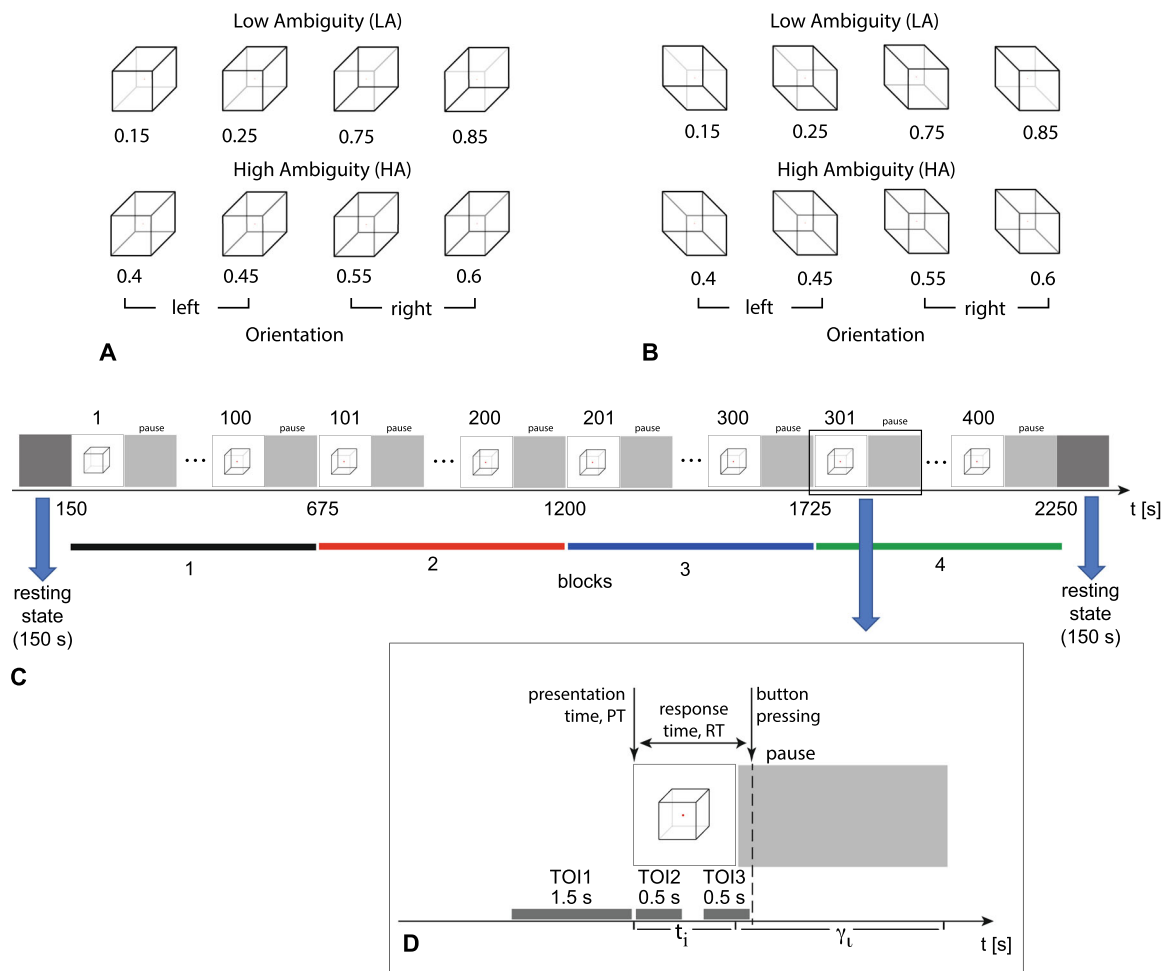 Low Ambiguity (LA)
0.15 0.25 0.75 0.85
High Ambiguity (HA)
0.4 0.45 0.55 0.6
left right
Orientation
A
Low Ambiguity (LA)
0.15 0.25 0.75 0.85
High Ambiguity (HA)
0.4 0.45 0.55 0.6
left right
Orientation
B
1 pause 100 pause 101 pause 200 pause 201 pause 300 pause 301 pause 400 pause
... ... ... ...
150 675 1200 1725 2250 t [s]
1 2 3 4
blocks
resting
state
(150 s)
resting
state
(150 s)
C
presentation
time, PT
response
time, RT
button
pressing
pause
TOI1 TOI2 TOI3
1.5 s 0.5 s 0.5 s
tᵢ γι t [s]
D